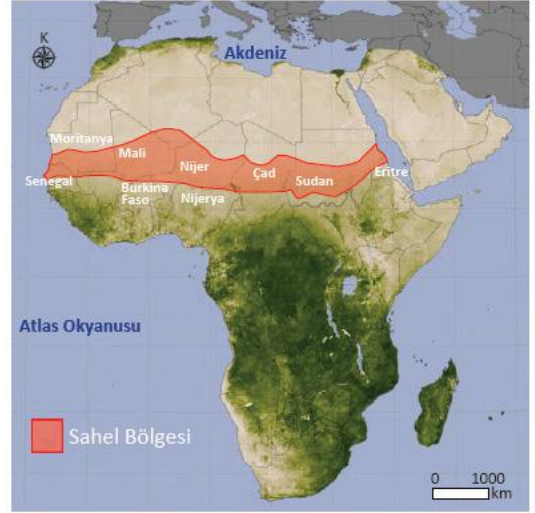 K
Akdeniz
Moritanya
Mali
Nijer
Çad
Sudan
Eritre
Senegal
Burkina
Faso
Nijerya
Atlas Okyanusu
Sahel Bölgesi
0 1000
km